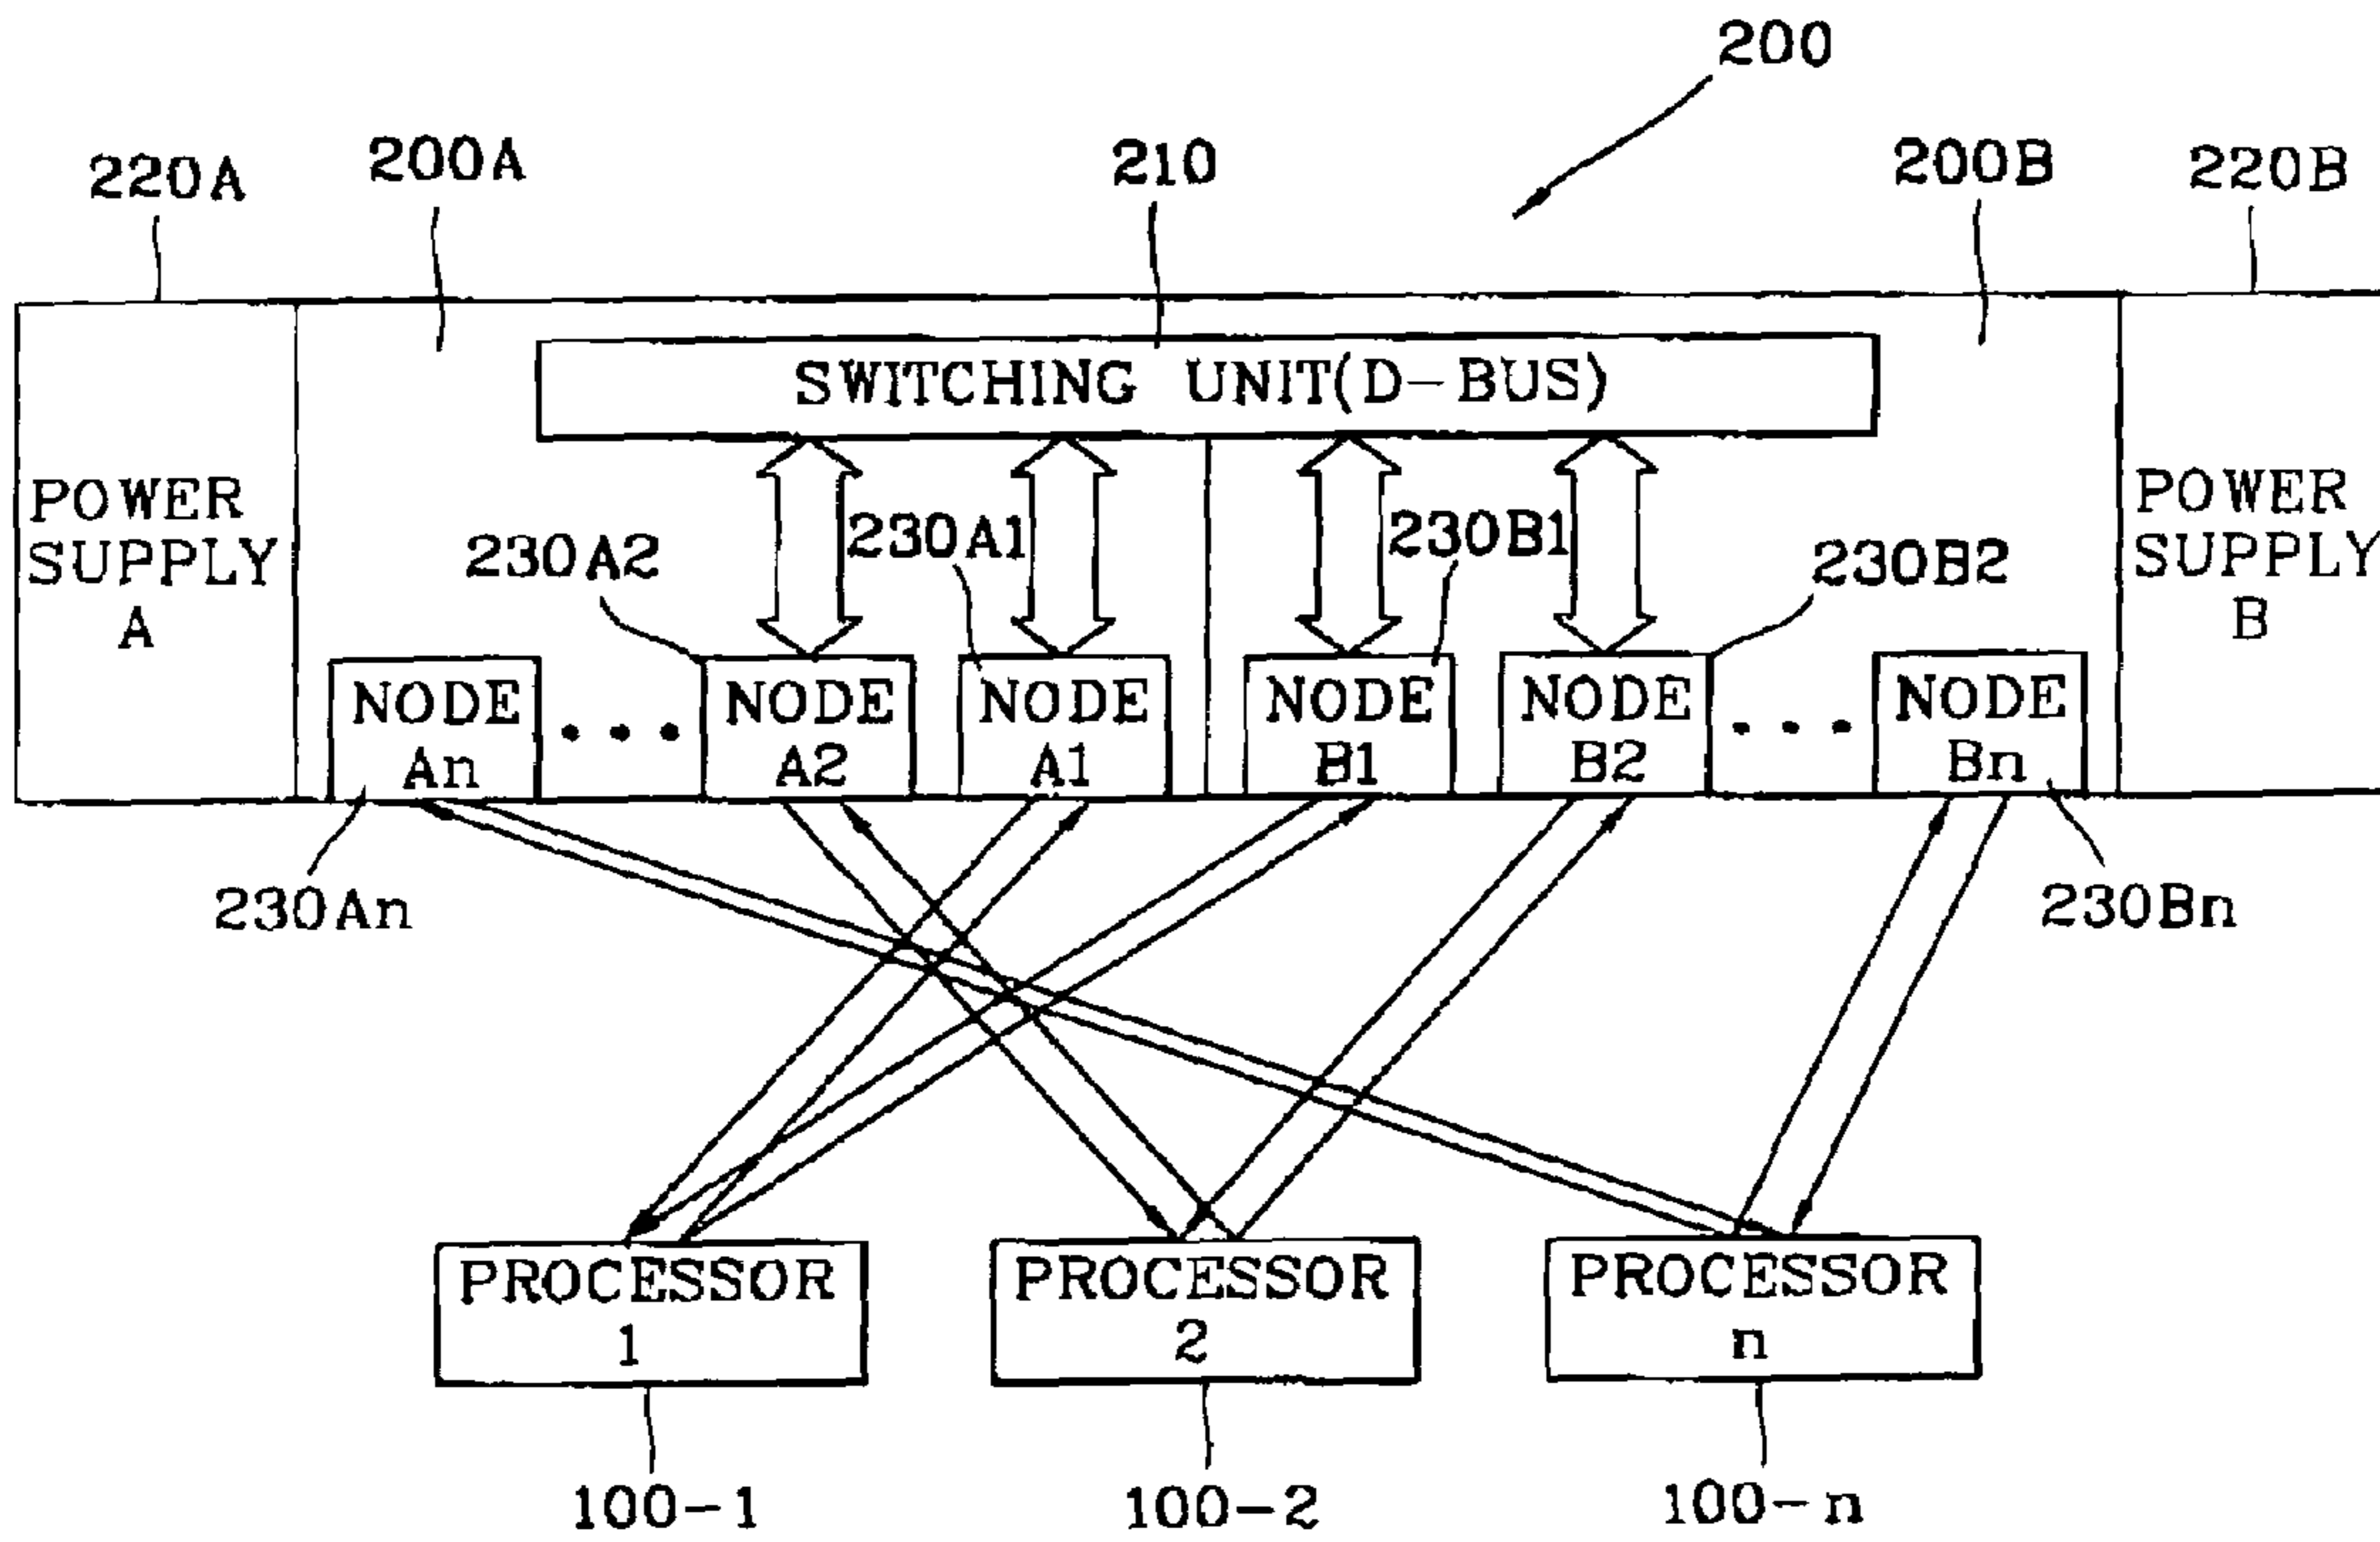 200
220A
200A
210
200B
220B
SWITCHING UNIT(D-BUS)
POWER
SUPPLY
A
230A2
230A1
230B1
230B2
POWER
SUPPLY
B
NODE
An
...
NODE
A2
NODE
A1
NODE
B1
NODE
B2
...
NODE
Bn
230An
230Bn
PROCESSOR
1
PROCESSOR
2
PROCESSOR
n
100-1
100-2
100-n